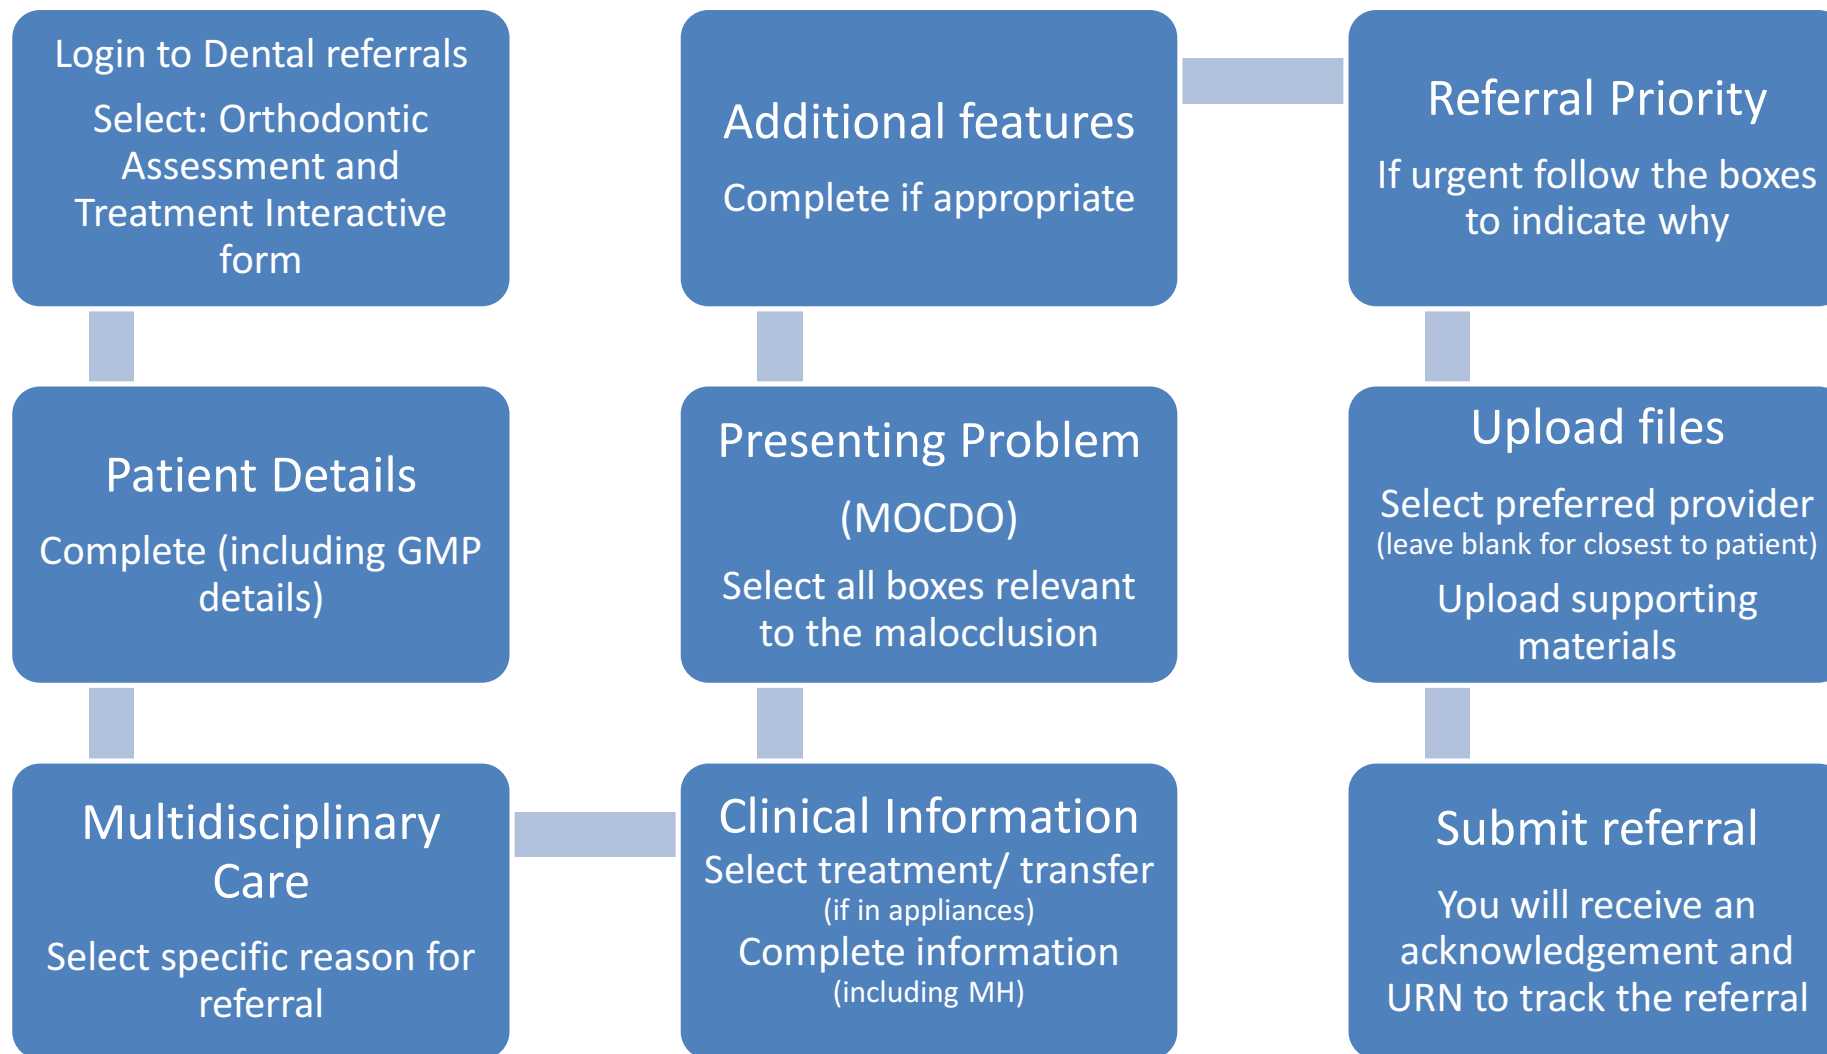 Login to Dental referrals
Select: Orthodontic
Assessment and
Treatment Interactive
form
Patient Details
Complete (including GMP
details)
Multidisciplinary
Care
Select specific reason for
referral
Clinical Information
Select treatment/ transfer
(if in appliances)
Complete information
(including MH)
Presenting Problem
(MOCDO)
Select all boxes relevant
to the malocclusion
Additional features
Complete if appropriate
Referral Priority
If urgent follow the boxes
to indicate why
Upload files
Select preferred provider
(leave blank for closest to patient)
Upload supporting
materials
Submit referral
You will receive an
acknowledgement and
URN to track the referral